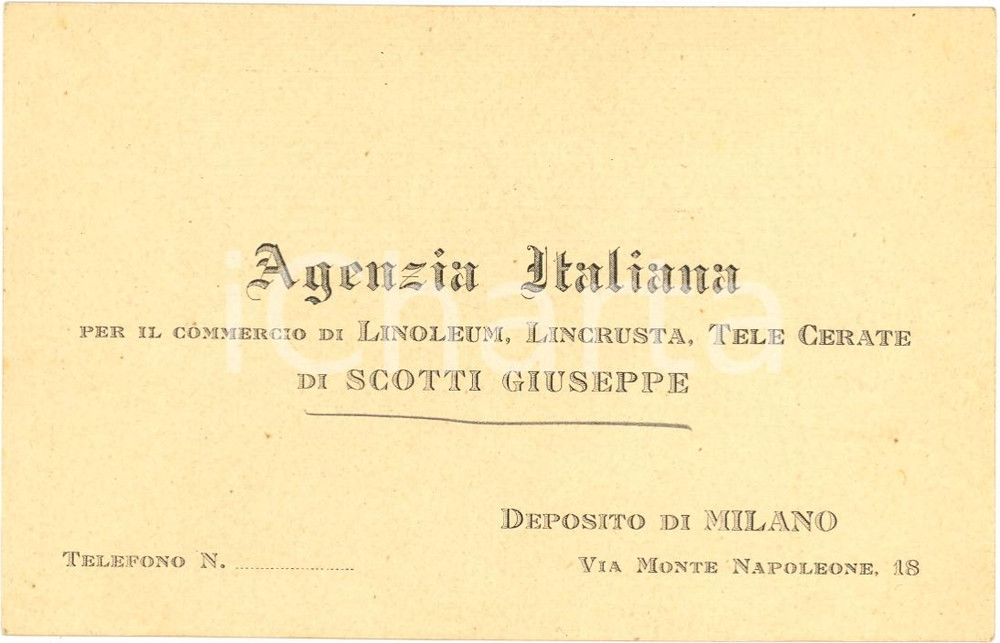 Agenzia Italiana
PER IL COMMERCIO DI LINOLEUM, LINCRUSTA, TELE CERATE
DI SCOTTI GIUSEPPE
DEPOSITO DI MILANO
TELEFONO N. ....................
VIA MONTE NAPOLEONE, 18
iCharta